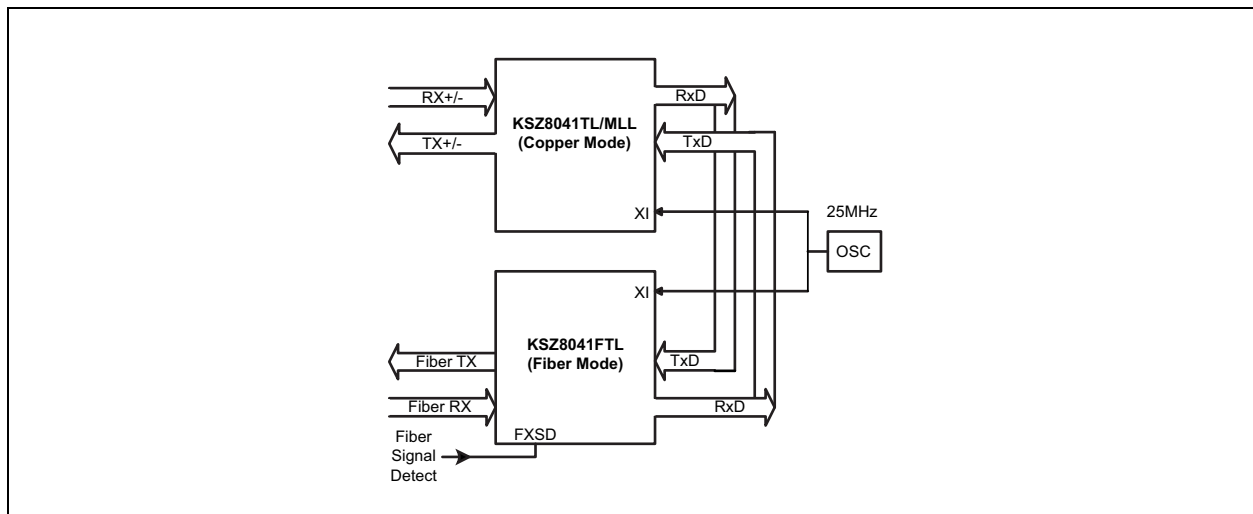 RX+/-
TX+/-
KSZ8041TL/MLL
(Copper Mode)
RxD
TxD
XI
25MHz
OSC
XI
KSZ8041FTL
(Fiber Mode)
Fiber TX
Fiber RX
TxD
RxD
FXSD
Fiber
Signal
Detect